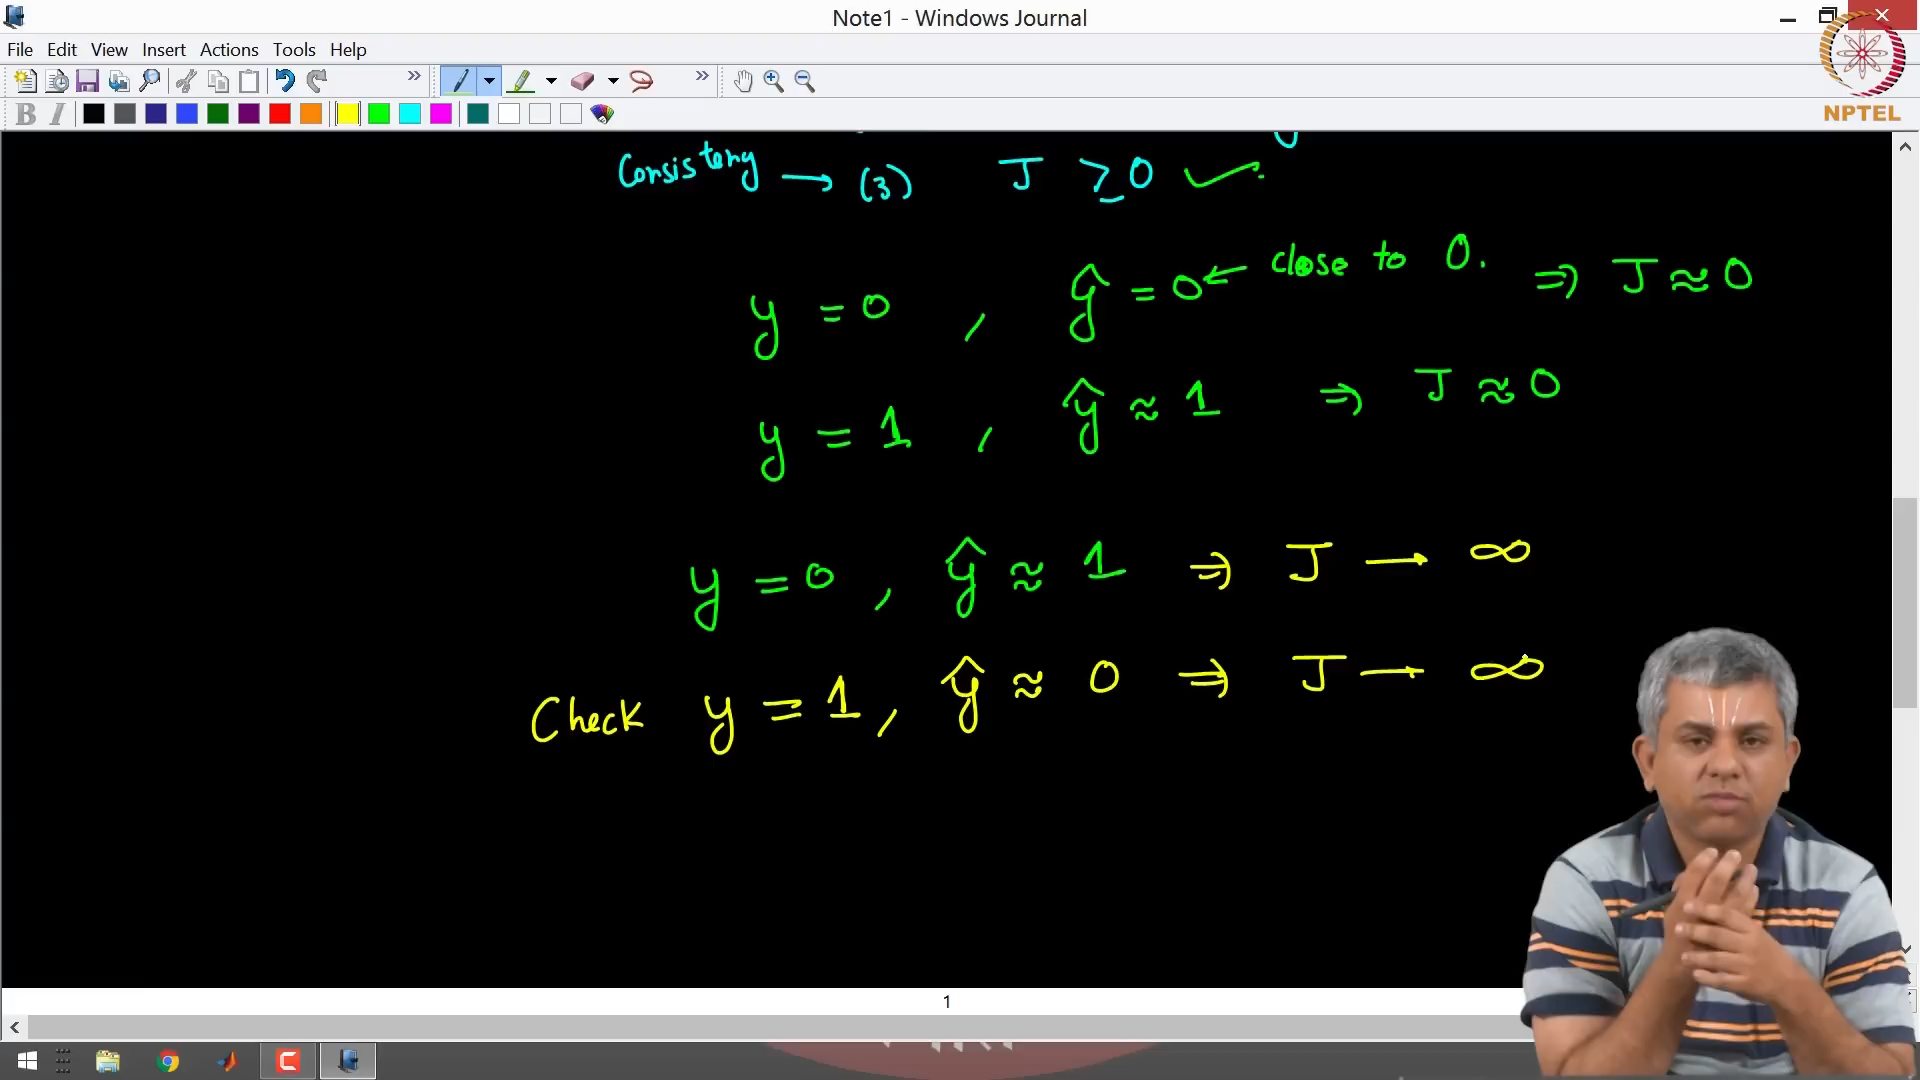 Note1 - Windows Journal
File Edit View Insert Actions Tools Help
B I
NPTEL
Consistency → (3) J ≥ 0 ✓
y = 0 , ŷ = 0 ← close to 0. ⇒ J ≈ 0
y = 1 , ŷ ≈ 1 ⇒ J ≈ 0
y = 0 , ŷ ≈ 1 ⇒ J → ∞
Check y = 1 , ŷ ≈ 0 ⇒ J → ∞
1